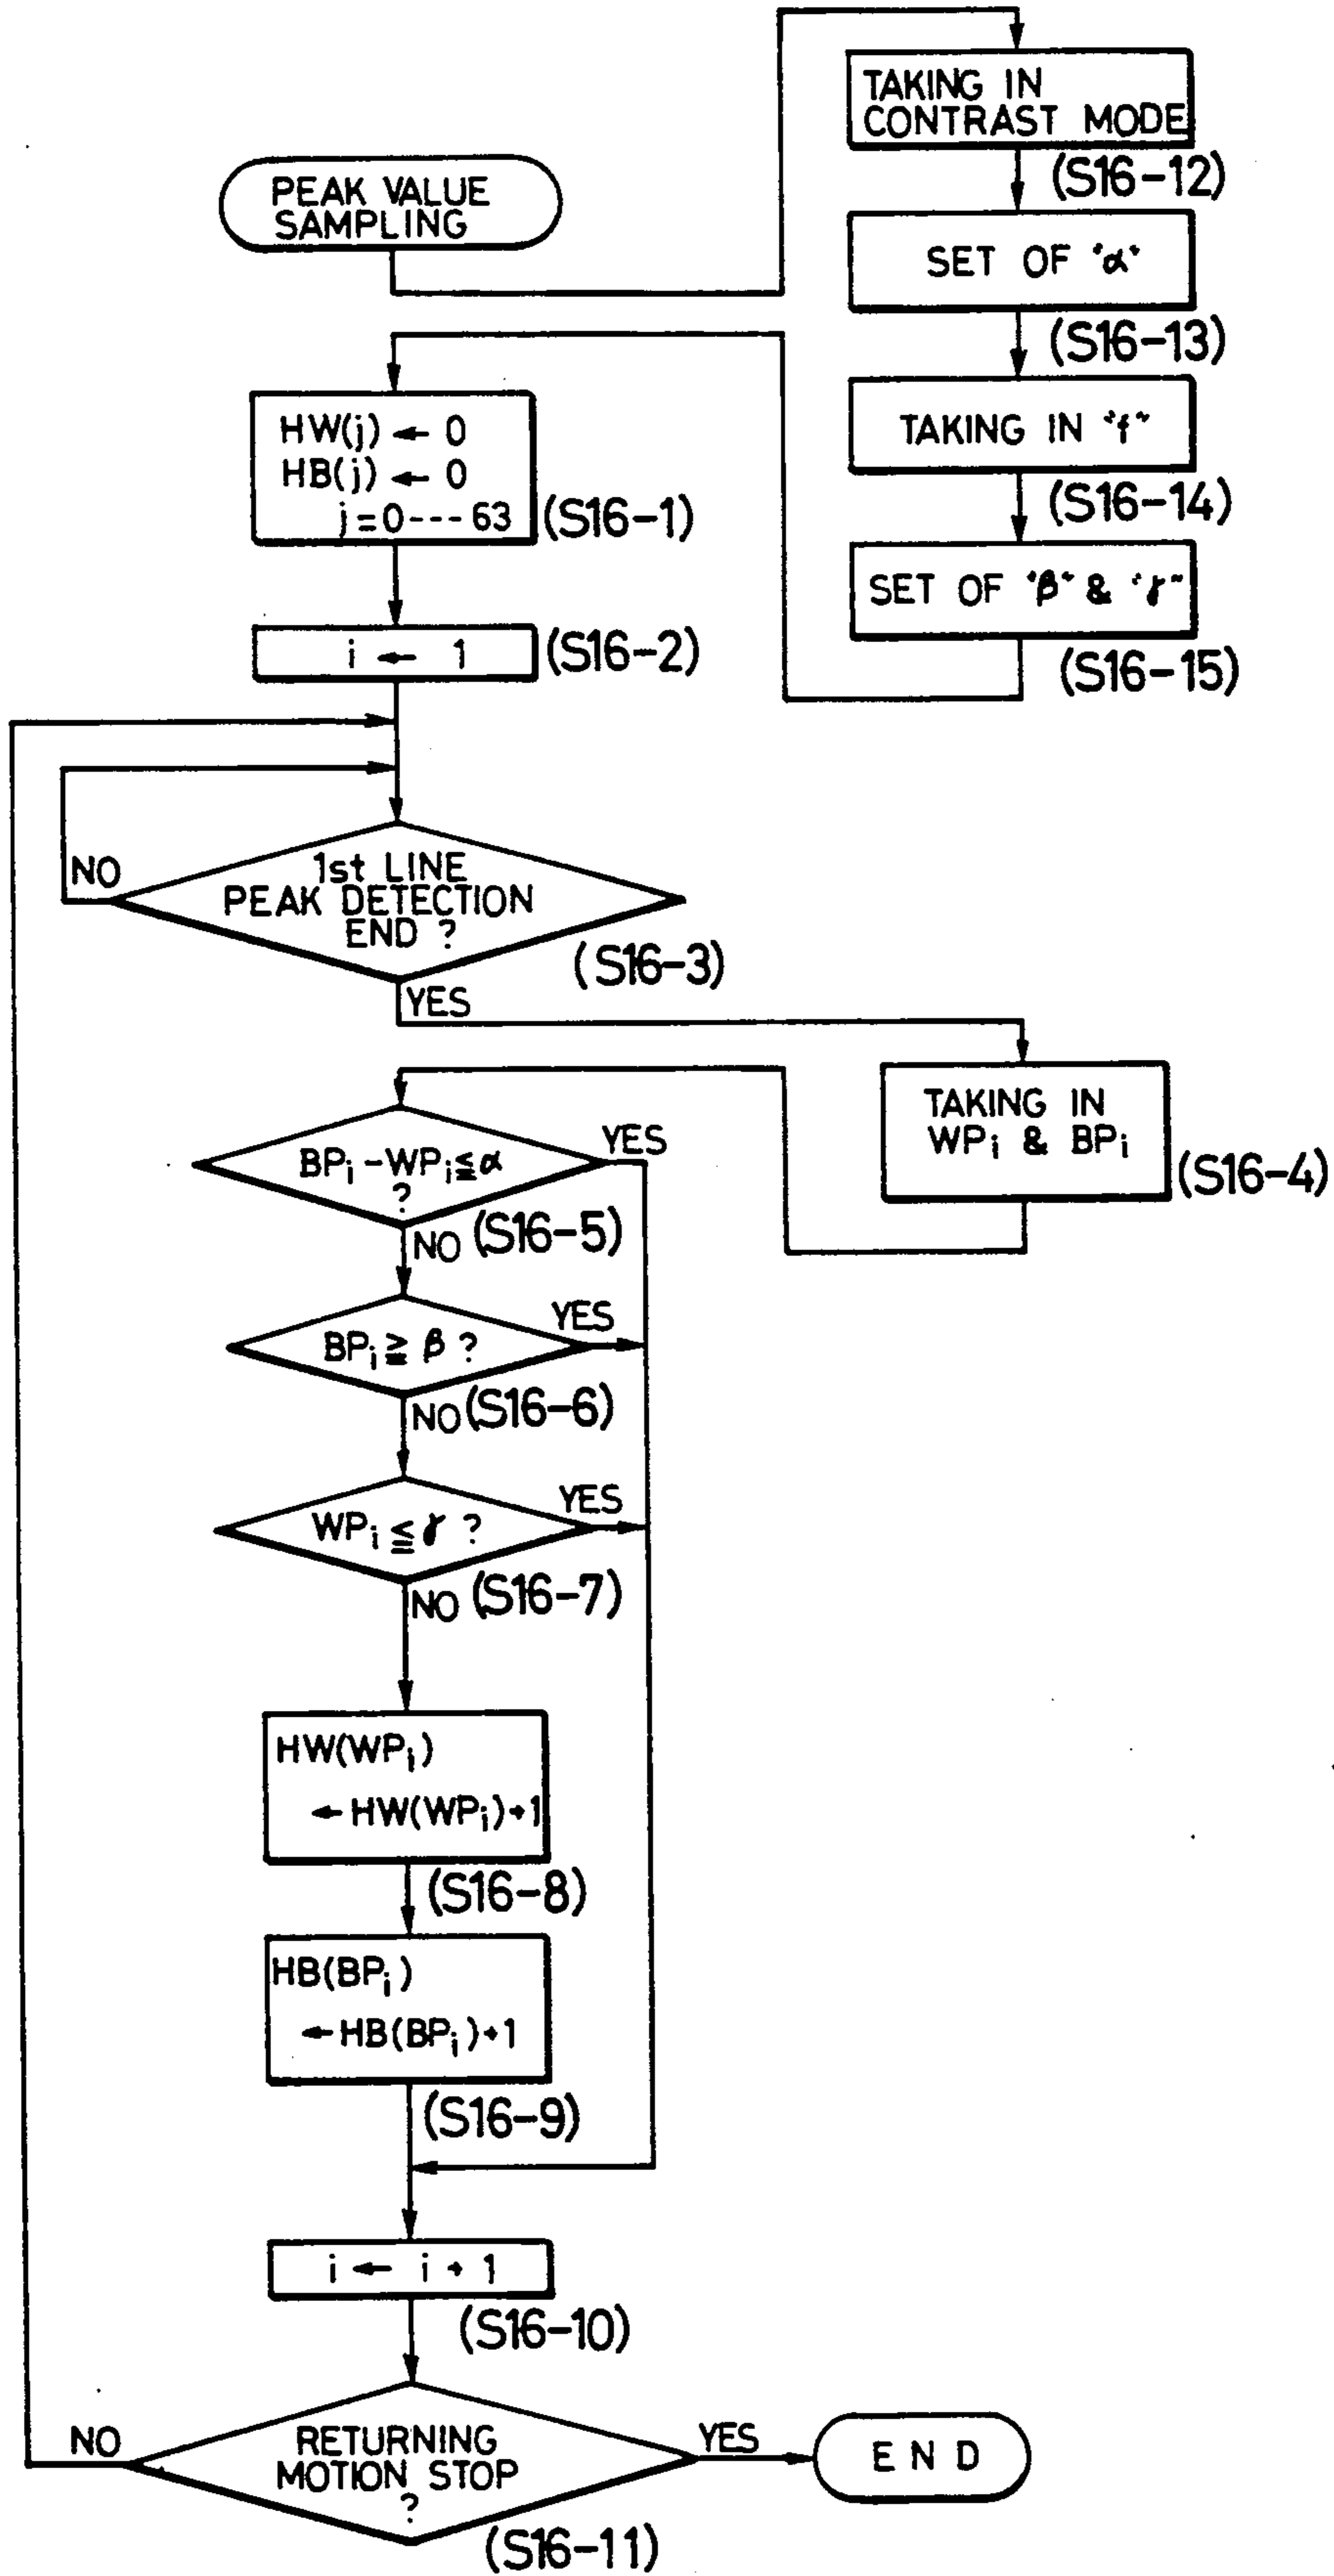 PEAK VALUE
SAMPLING
TAKING IN
CONTRAST MODE
(S16-12)
SET OF "α"
(S16-13)
TAKING IN "f"
(S16-14)
SET OF "β" & "γ"
(S16-15)
HW(j) ← 0
HB(j) ← 0
j=0---63
(S16-1)
i ← 1
(S16-2)
NO
1st LINE
PEAK DETECTION
END ?
(S16-3)
YES
TAKING IN
WPi & BPi
(S16-4)
BPi-WPi≦α
?
YES
NO
(S16-5)
BPi≧ β ?
YES
NO
(S16-6)
WPi≦γ ?
YES
NO
(S16-7)
HW(WPi)
←HW(WPi)+1
(S16-8)
HB(BPi)
←HB(BPi)+1
(S16-9)
i ← i + 1
(S16-10)
NO
RETURNING
MOTION STOP
?
YES
(S16-11)
END